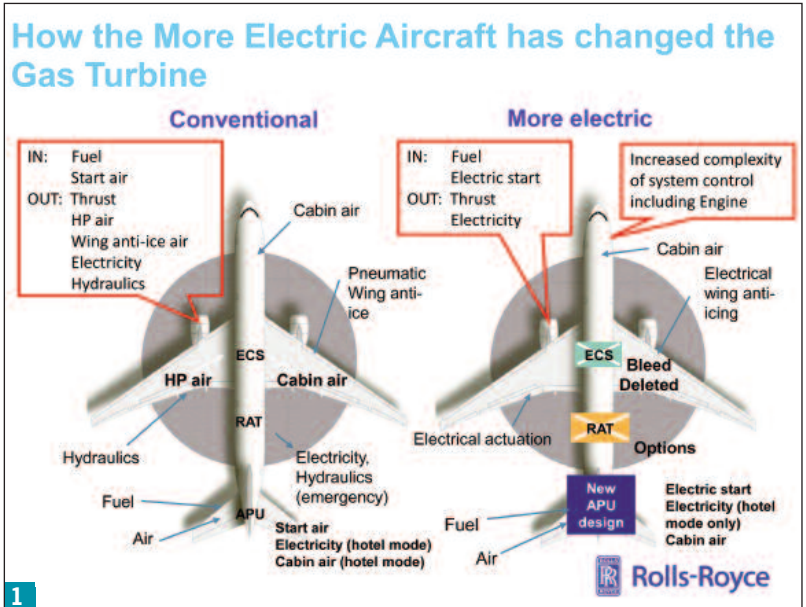 How the More Electric Aircraft has changed the
Gas Turbine
Conventional
IN: Fuel
Start air
OUT: Thrust
HP air
Wing anti-ice air
Electricity
Hydraulics
Cabin air
Pneumatic
Wing anti-
ice
ECS
HP air
Cabin air
RAT
Hydraulics
Electricity,
Hydraulics
(emergency)
Fuel
Air
APU
Start air
Electricity (hotel mode)
Cabin air (hotel mode)
More electric
IN: Fuel
Electric start
OUT: Thrust
Electricity
Increased complexity
of system control
including Engine
Cabin air
Electrical
wing anti-
icing
ECS
Bleed
Deleted
RAT
Options
Electrical actuation
New
APU
design
Fuel
Air
Electric start
Electricity (hotel
mode only)
Cabin air
RR
Rolls-Royce
1